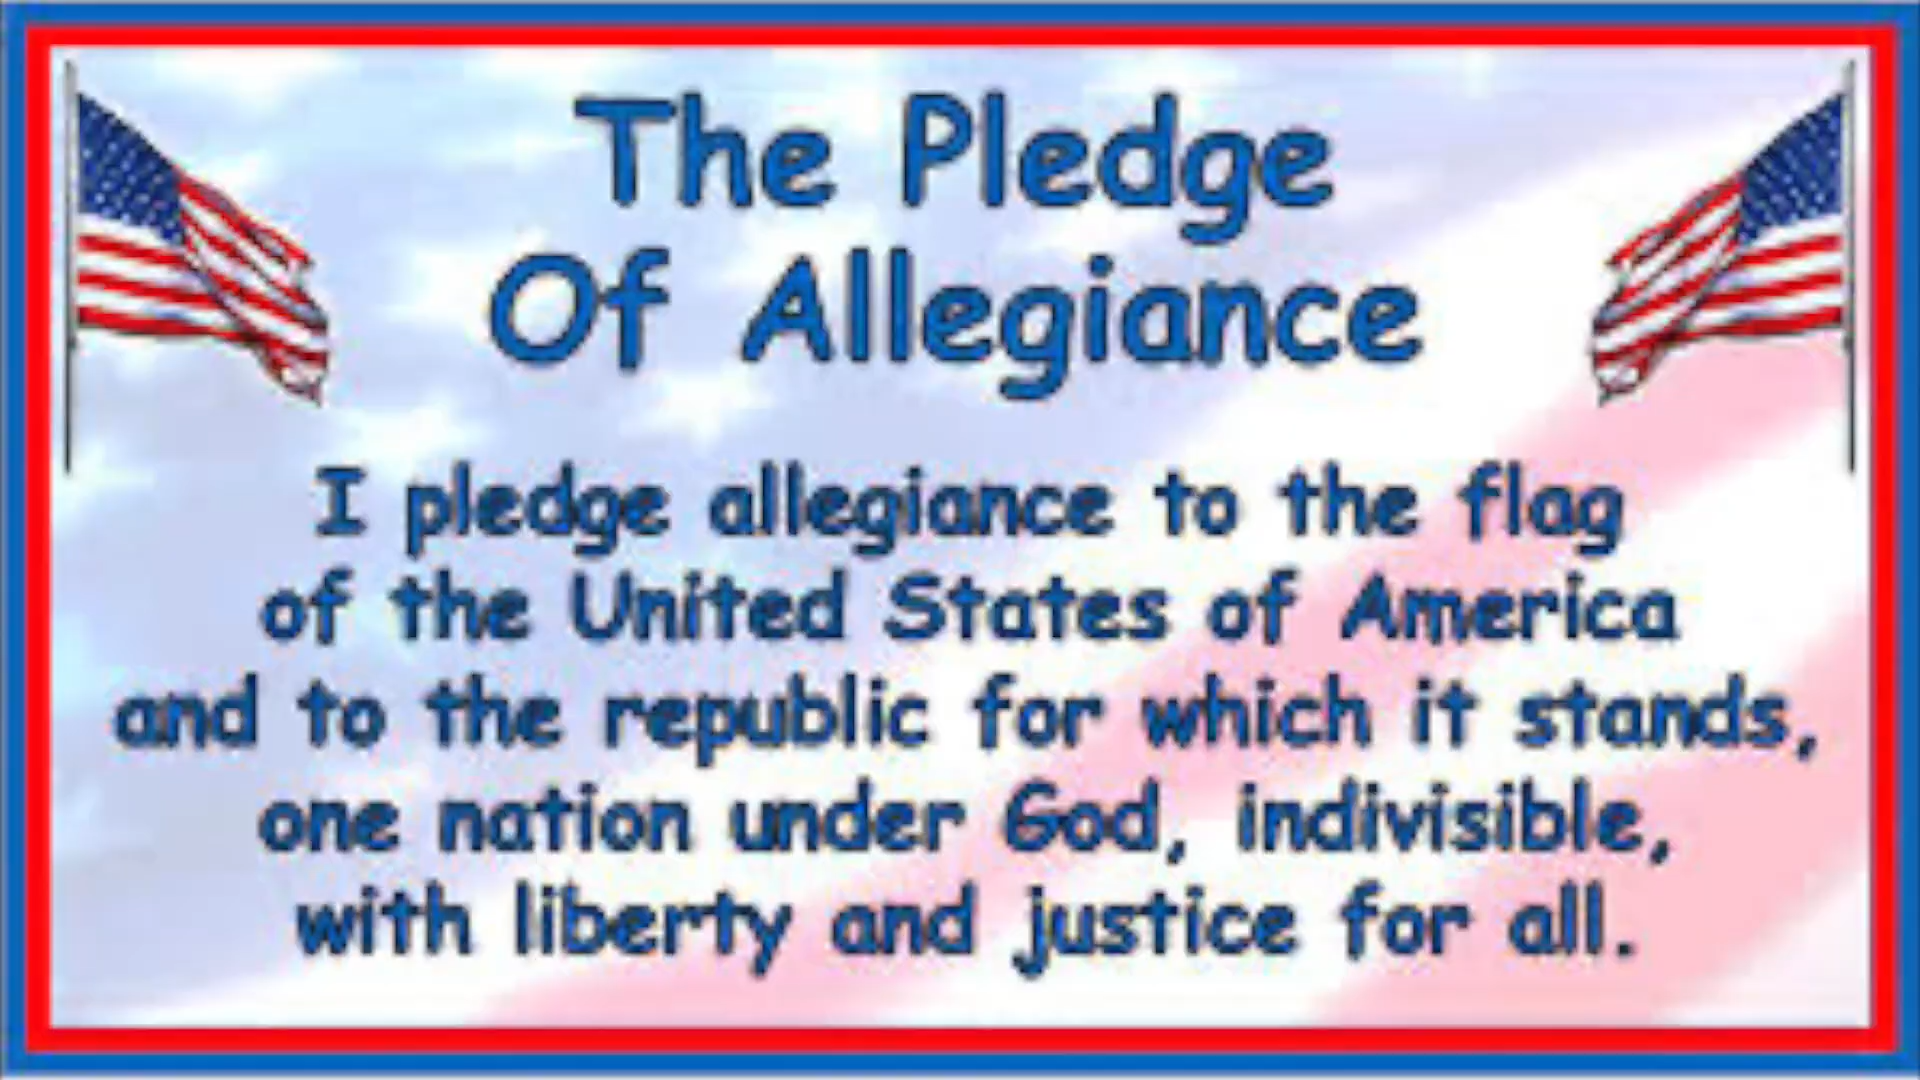 The Pledge
Of Allegiance
I pledge allegiance to the flag
of the United States of America
and to the republic for which it stands,
one nation under God, indivisible,
with liberty and justice for all.